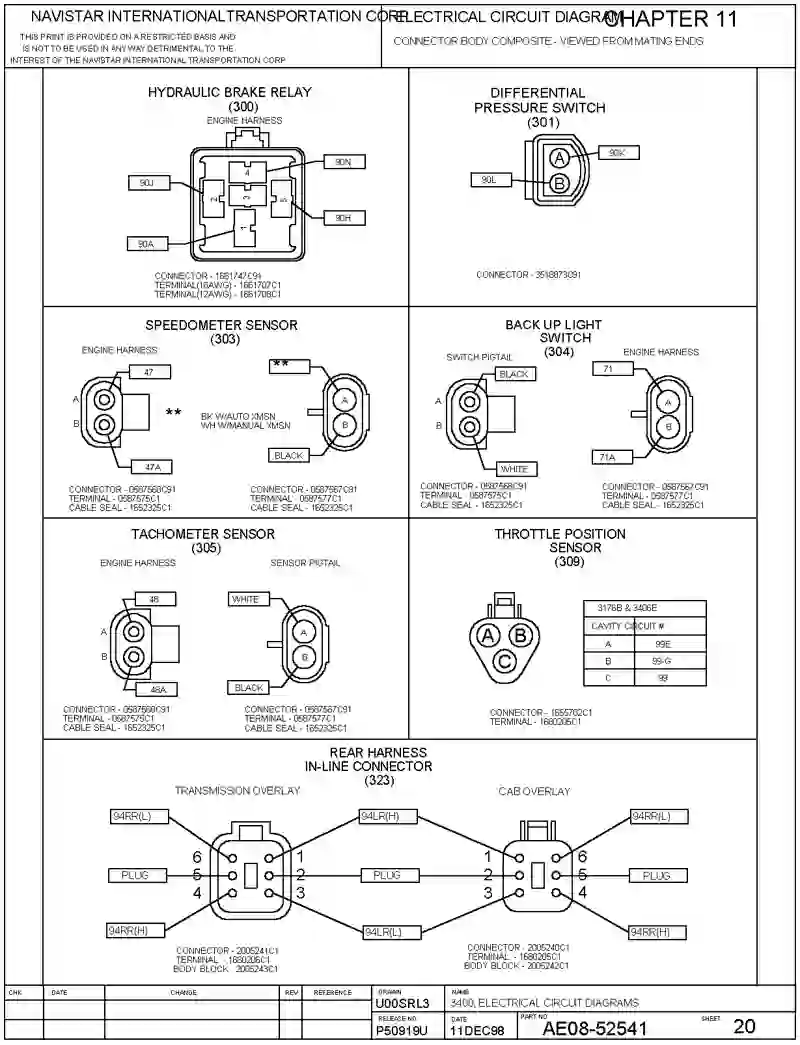 NAVISTAR INTERNATIONAL TRANSPORTATION CORP
THIS PRINT IS PROVIDED ON A RESTRICTED BASIS AND
IS NOT TO BE USED IN ANY WAY DETRIMENTAL TO THE
INTEREST OF THE NAVISTAR INTERNATIONAL TRANSPORTATION CORP
ELECTRICAL CIRCUIT DIAGRAM
CHAPTER 11
CONNECTOR BODY COMPOSITE - VIEWED FROM MATING ENDS
HYDRAULIC BRAKE RELAY
(300)
ENGINE HARNESS
90N
90J
4
2
3
5
1
90H
90A
CONNECTOR - 1661747C91
TERMINAL(16AWG) - 1661707C1
TERMINAL(12AWG) - 1661708C1
DIFFERENTIAL
PRESSURE SWITCH
(301)
A
90K
90L
B
CONNECTOR - 3518873C91
SPEEDOMETER SENSOR
(303)
ENGINE HARNESS
47
**
A
B
**
BK W/AUTO XMSN
WH W/MANUAL XMSN
A
B
BLACK
47A
CONNECTOR - 0587568C91
TERMINAL - 0587575C1
CABLE SEAL - 1652325C1
CONNECTOR - 0587567C91
TERMINAL - 0587577C1
CABLE SEAL - 1652325C1
BACK UP LIGHT
SWITCH
(304)
SWITCH PIGTAIL
ENGINE HARNESS
BLACK
71
A
B
A
B
WHITE
71A
CONNECTOR - 0587568C91
TERMINAL - 0587575C1
CABLE SEAL - 1652325C1
CONNECTOR - 0587567C91
TERMINAL - 0587577C1
CABLE SEAL - 1652325C1
TACHOMETER SENSOR
(305)
ENGINE HARNESS
SENSOR PIGTAIL
48
WHITE
A
B
A
B
48A
BLACK
CONNECTOR - 0587568C91
TERMINAL - 0587575C1
CABLE SEAL - 1652325C1
CONNECTOR - 0587567C91
TERMINAL - 0587577C1
CABLE SEAL - 1652325C1
THROTTLE POSITION
SENSOR
(309)
A
B
C
3176B & 3406E
CAVITY CIRCUIT #
A 99E
B 99-G
C 99
CONNECTOR - 1655702C1
TERMINAL - 1680205C1
REAR HARNESS
IN-LINE CONNECTOR
(323)
TRANSMISSION OVERLAY
CAB OVERLAY
94RR(L)
94LR(H)
94RR(L)
6 1 1 6
PLUG 5 2 PLUG 2 5 PLUG
4 3 3 4
94RR(H)
94LR(L)
94RR(H)
CONNECTOR - 2005241C1
TERMINAL - 1680206C1
BODY BLOCK 2005243C1
CONNECTOR - 2005240C1
TERMINAL - 1680205C1
BODY BLOCK - 2005242C1
CHK DATE CHANGE REV REFERENCE
DRAWN
U00SRL3
NAME
3400, ELECTRICAL CIRCUIT DIAGRAMS
RELEASE NO.
P50919U
DATE
11DEC98
PART NO
AE08-52541
SHEET 20